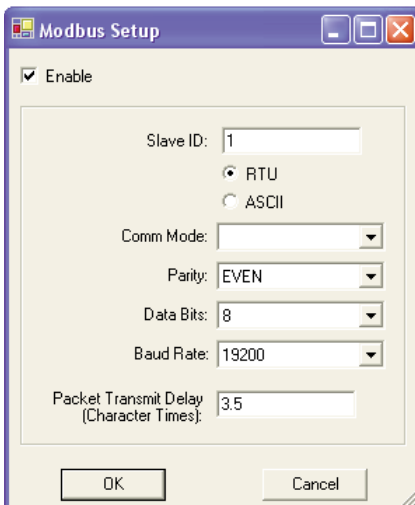 Modbus Setup
Enable
Slave ID: 1
RTU
ASCII
Comm Mode:
Parity: EVEN
Data Bits: 8
Baud Rate: 19200
Packet Transmit Delay
(Character Times): 3.5
OK Cancel